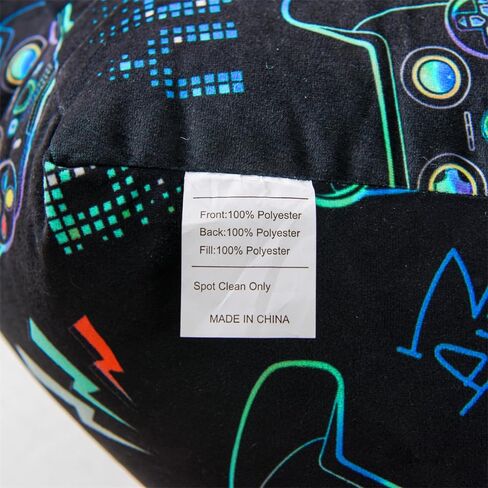 Front:100% Polyester
Back:100% Polyester
Fill:100% Polyester
Spot Clean Only
MADE IN CHINA